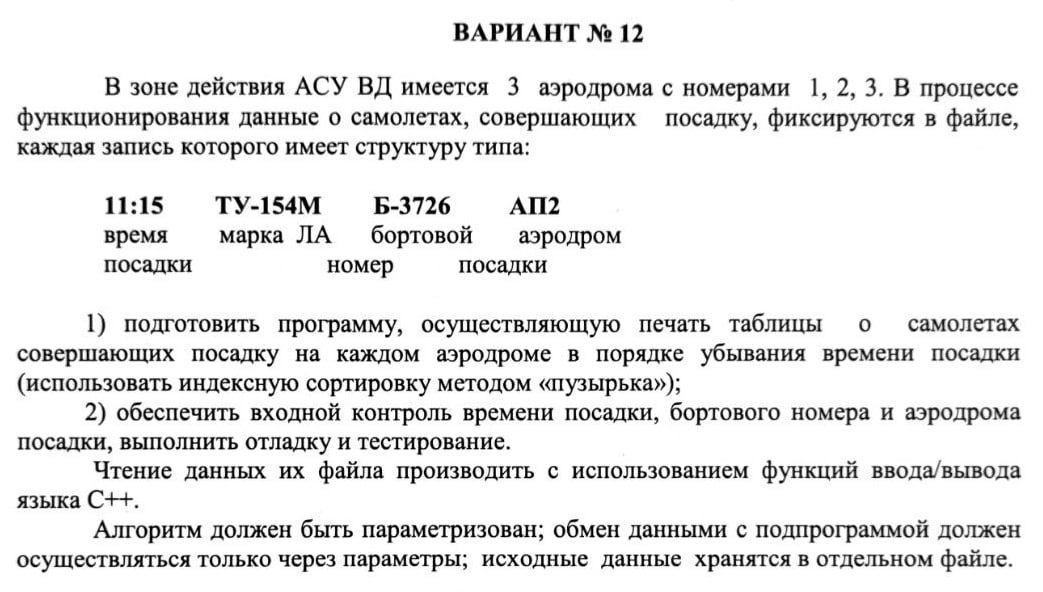 ВАРИАНТ № 12
В зоне действия АСУ ВД имеется 3 аэродрома с номерами 1, 2, 3. В процессе
функционирования данные о самолетах, совершающих посадку, фиксируются в файле,
каждая запись которого имеет структуру типа:
11:15 ТУ-154М Б-3726 АП2
время марка ЛА бортовой аэродром
посадки номер посадки
1) подготовить программу, осуществляющую печать таблицы о самолетах
совершающих посадку на каждом аэродроме в порядке убывания времени посадки
(использовать индексную сортировку методом «пузырька»);
2) обеспечить входной контроль времени посадки, бортового номера и аэродрома
посадки, выполнить отладку и тестирование.
Чтение данных их файла производить с использованием функций ввода/вывода
языка С++.
Алгоритм должен быть параметризован; обмен данными с подпрограммой должен
осуществляться только через параметры; исходные данные хранятся в отдельном файле.